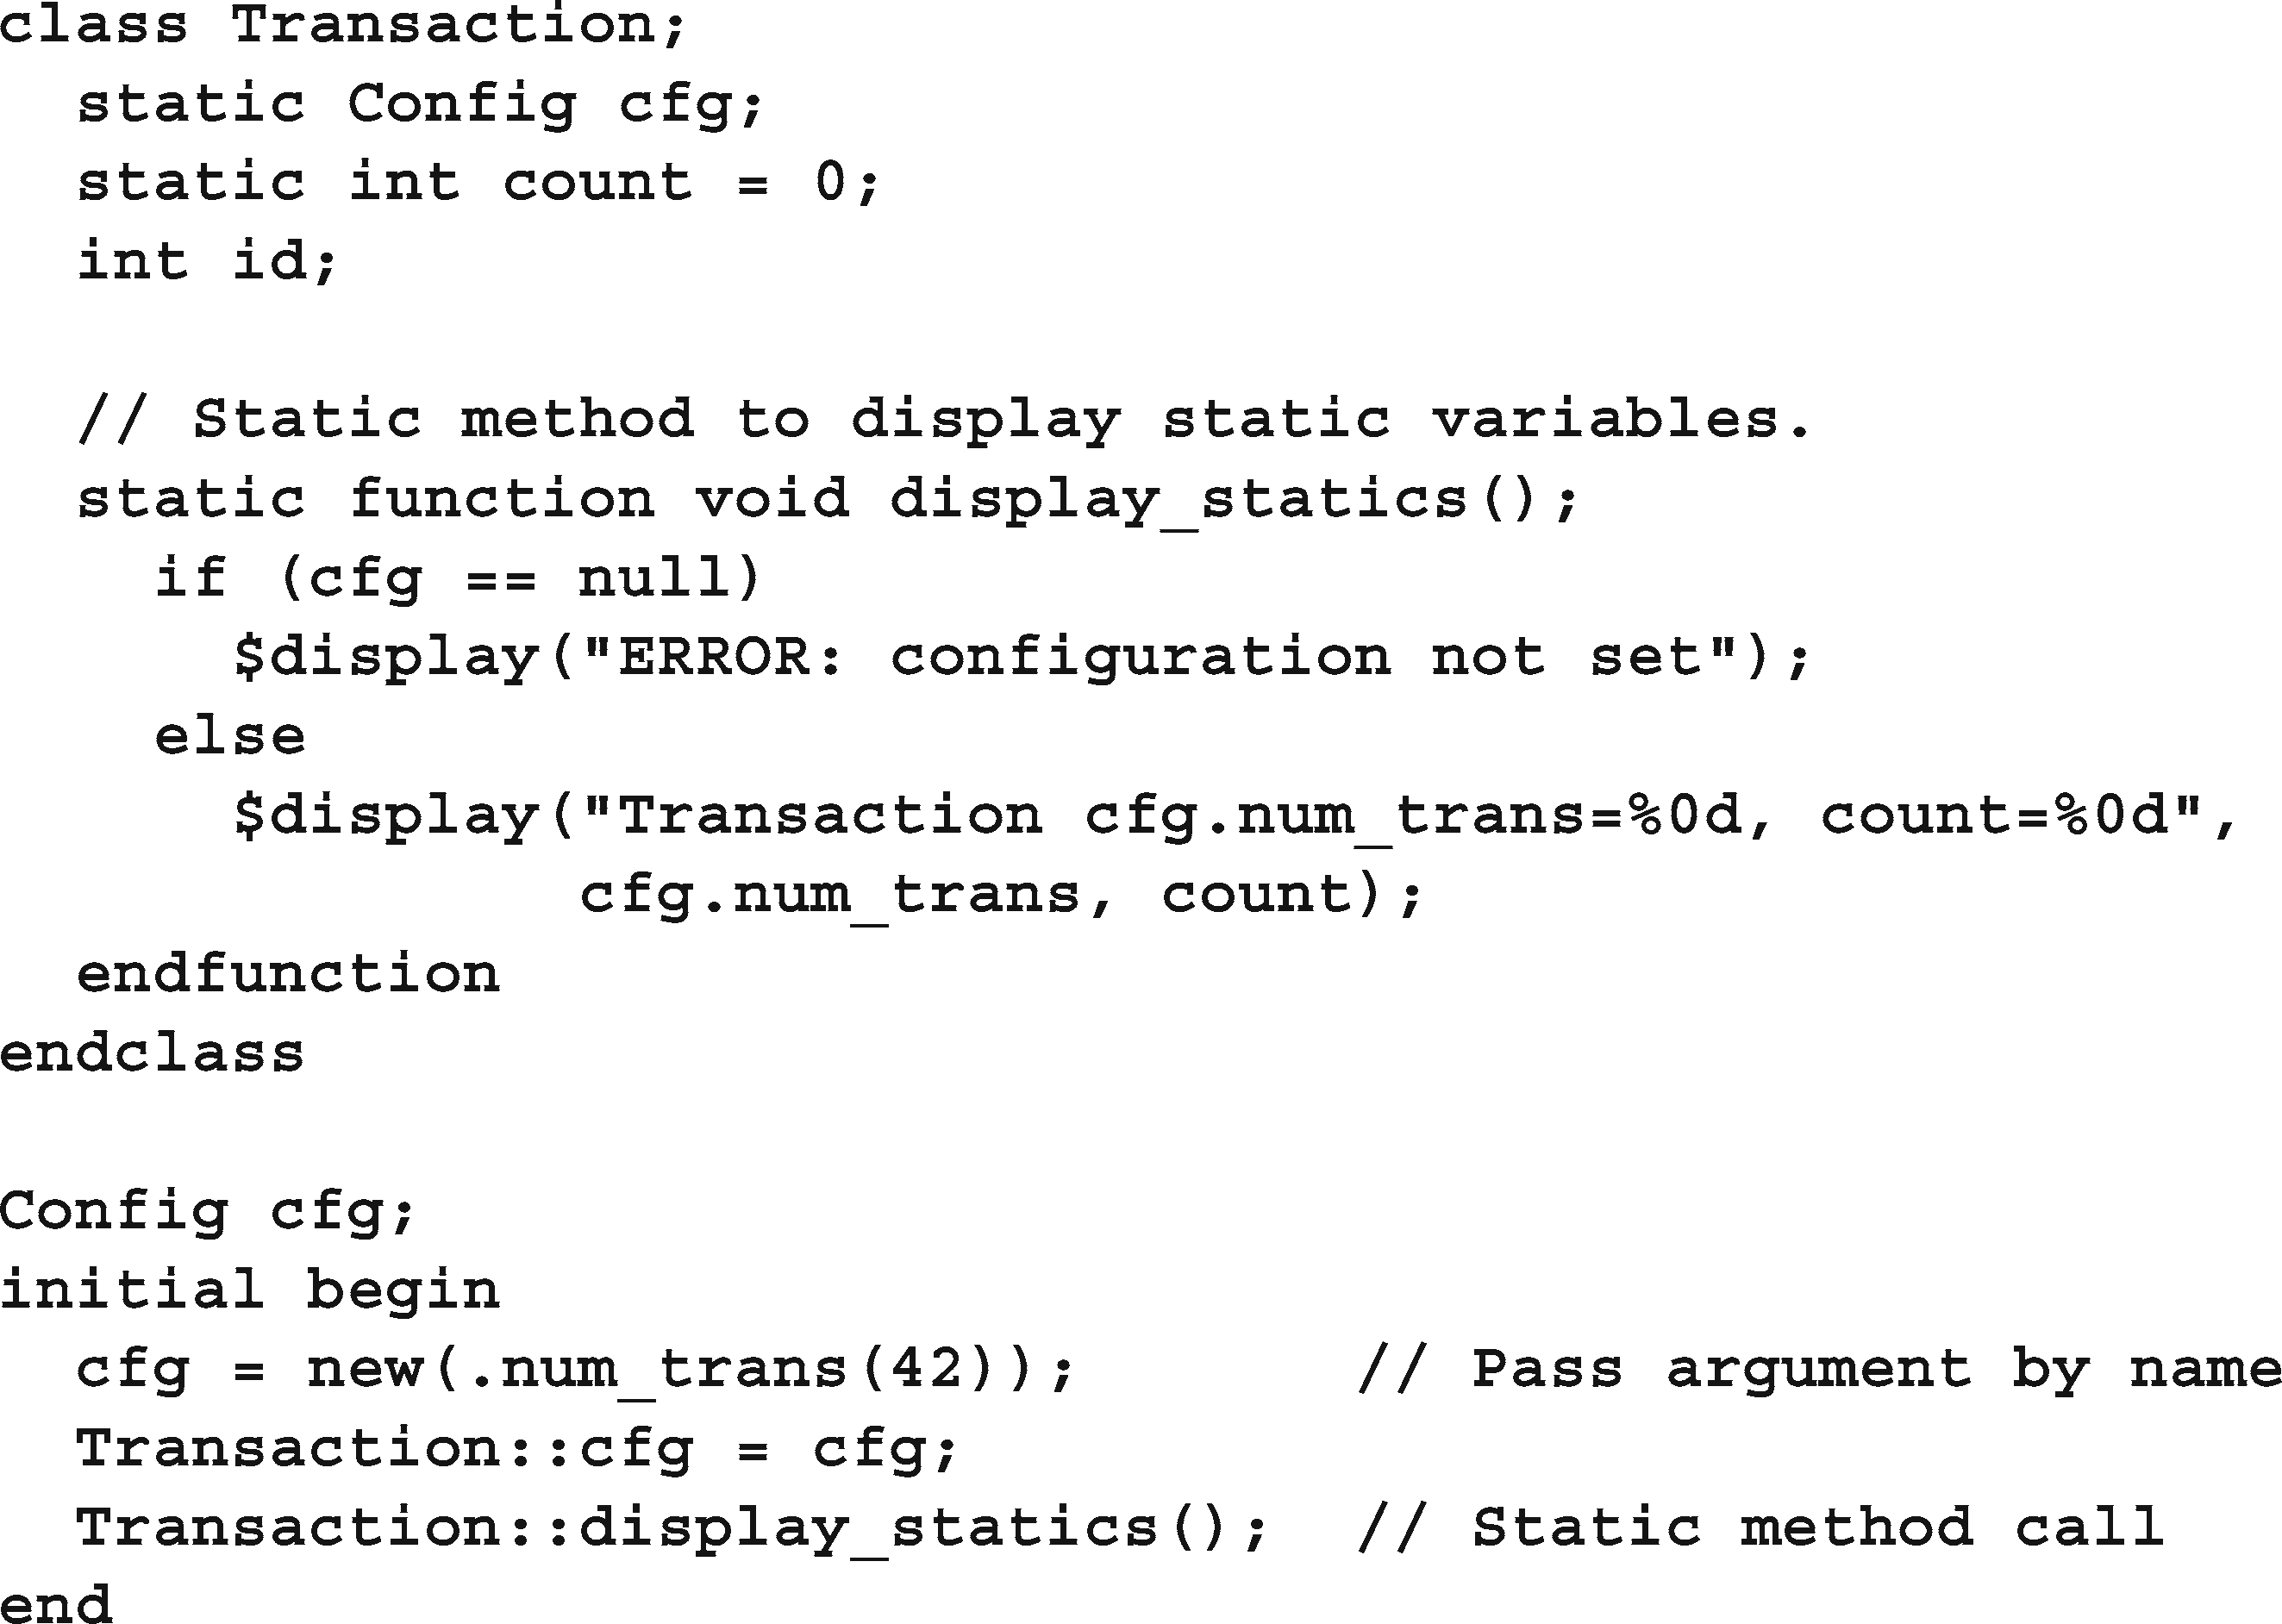 class Transaction;
  static Config cfg;
  static int count = 0;
  int id;

  // Static method to display static variables.
  static function void display_statics();
    if (cfg == null)
      $display("ERROR: configuration not set");
    else
      $display("Transaction cfg.num_trans=%0d, count=%0d",
               cfg.num_trans, count);
  endfunction
endclass

Config cfg;
initial begin
  cfg = new(.num_trans(42));       // Pass argument by name
  Transaction::cfg = cfg;
  Transaction::display_statics();  // Static method call
end